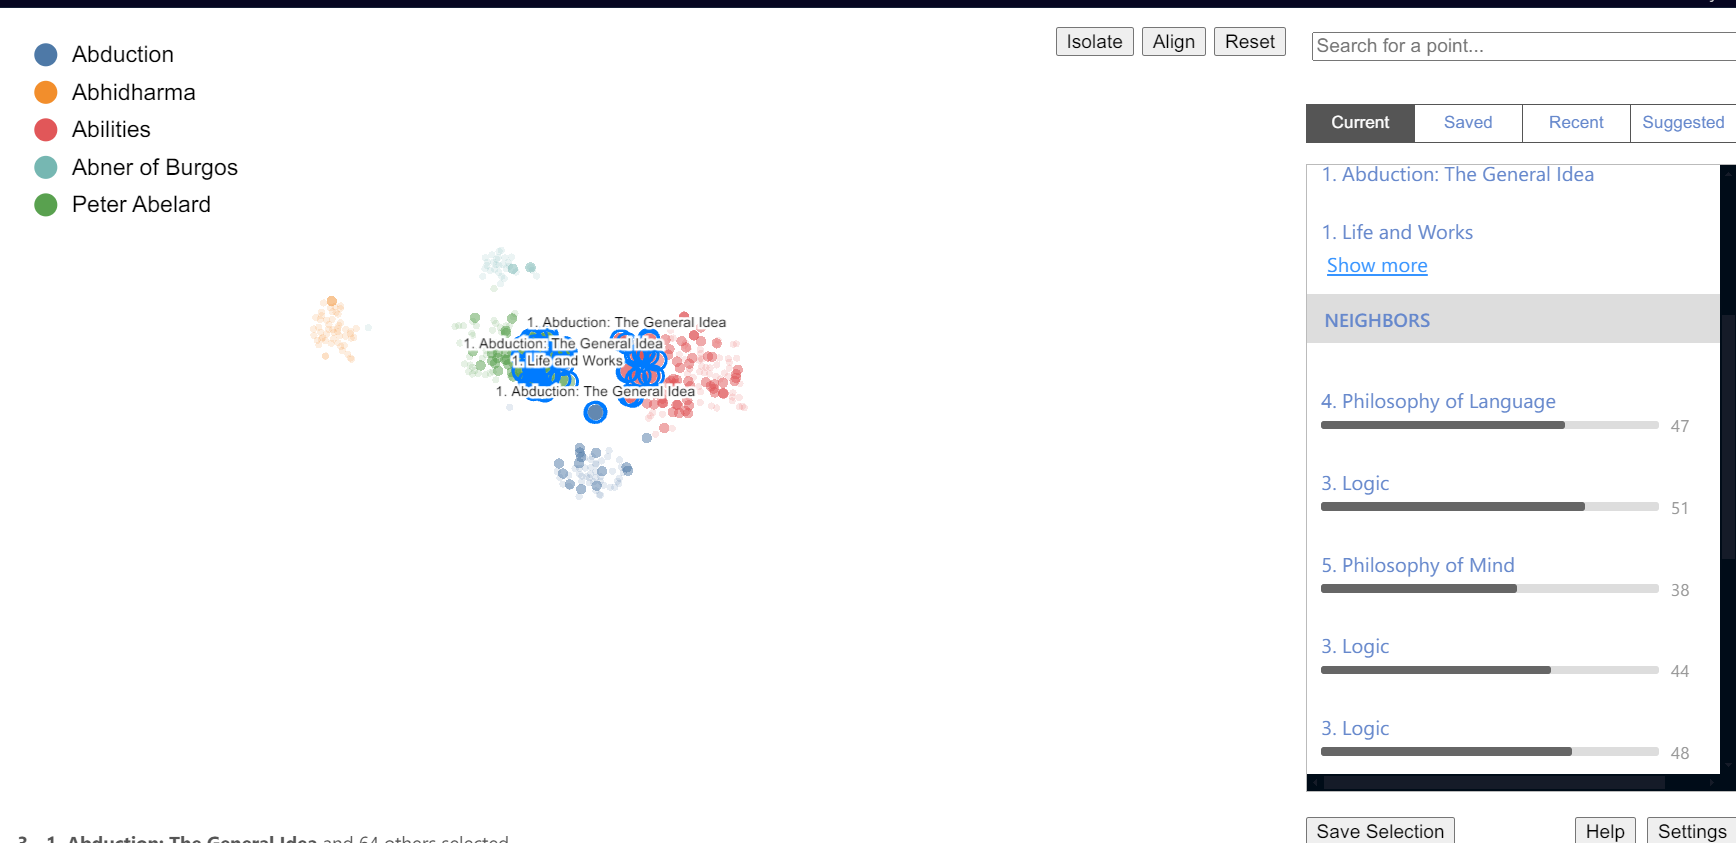 Abduction
Abhidharma
Abilities
Abner of Burgos
Peter Abelard
Isolate Align Reset
Search for a point...
Current Saved Recent Suggested
1. Abduction: The General Idea
1. Life and Works
Show more
NEIGHBORS
4. Philosophy of Language
47
3. Logic
51
5. Philosophy of Mind
38
3. Logic
44
3. Logic
48
1. Abduction: The General Idea
1. Abduction: The General Idea
1. Life and Works
1. Abduction: The General Idea
1. Abduction: The General Idea and 64 others selected
Save Selection Help Settings